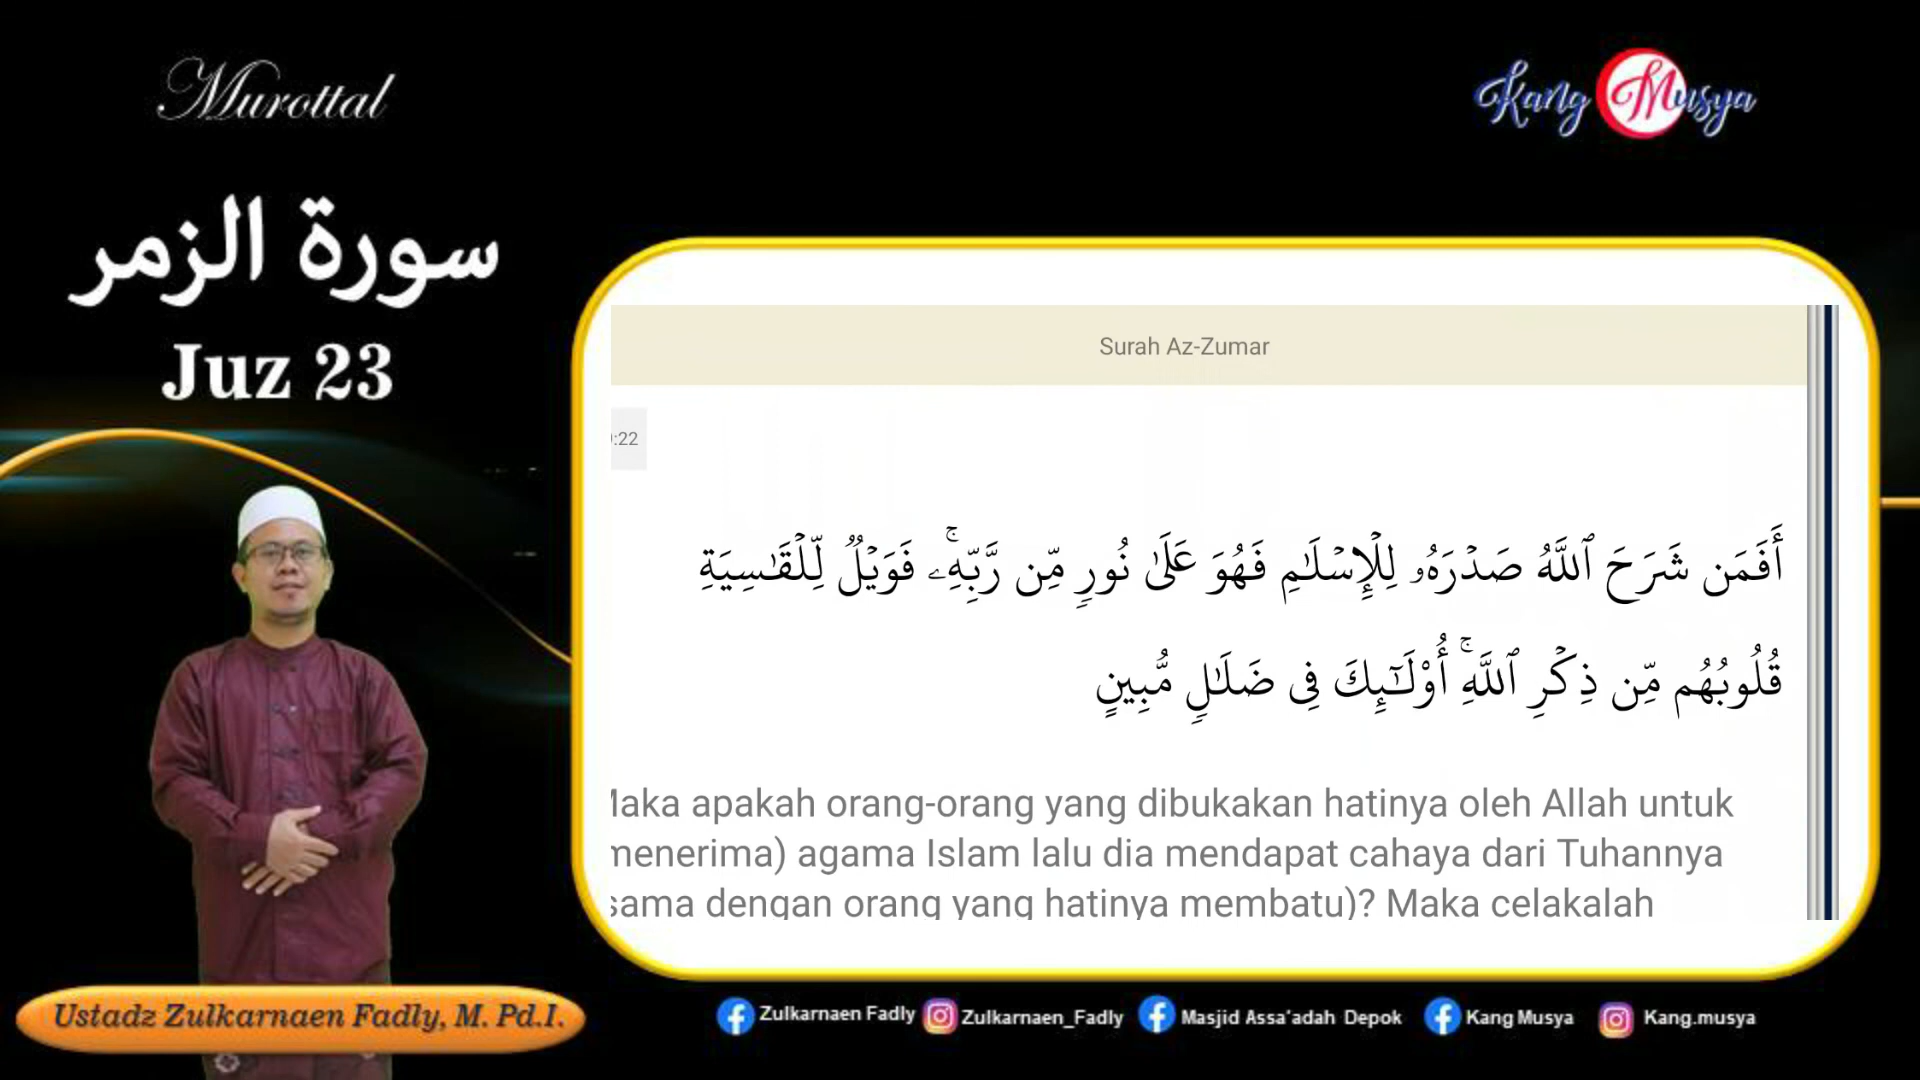 Murottal
Kang Musya
سورة الزمر
Juz 23
Surah Az-Zumar
:22
أَفَمَن شَرَحَ ٱللَّهُ صَدْرَهُۥ لِلْإِسْلَٰمِ فَهُوَ عَلَىٰ نُورٍ مِّن رَّبِّهِۦ ۚ فَوَيْلٌ لِّلْقَٰسِيَةِ
قُلُوبُهُم مِّن ذِكْرِ ٱللَّهِ ۚ أُو۟لَٰٓئِكَ فِى ضَلَٰلٍ مُّبِينٍ
Maka apakah orang-orang yang dibukakan hatinya oleh Allah untuk
menerima) agama Islam lalu dia mendapat cahaya dari Tuhannya
sama dengan orang yang hatinya membatu)? Maka celakalah
Ustadz Zulkarnaen Fadly, M. Pd.I.
Zulkarnaen Fadly Zulkarnaen_Fadly Masjid Assa'adah Depok Kang Musya Kang.musya